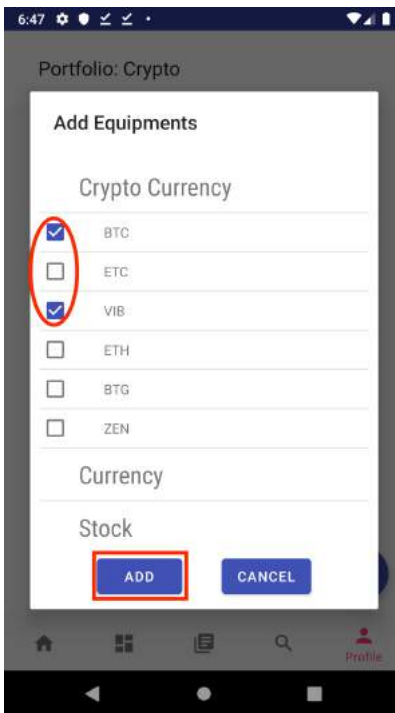 6:47
Portfolio: Crypto
Add Equipments
Crypto Currency
BTC
ETC
VIB
ETH
BTG
ZEN
Currency
Stock
ADD CANCEL
Profile